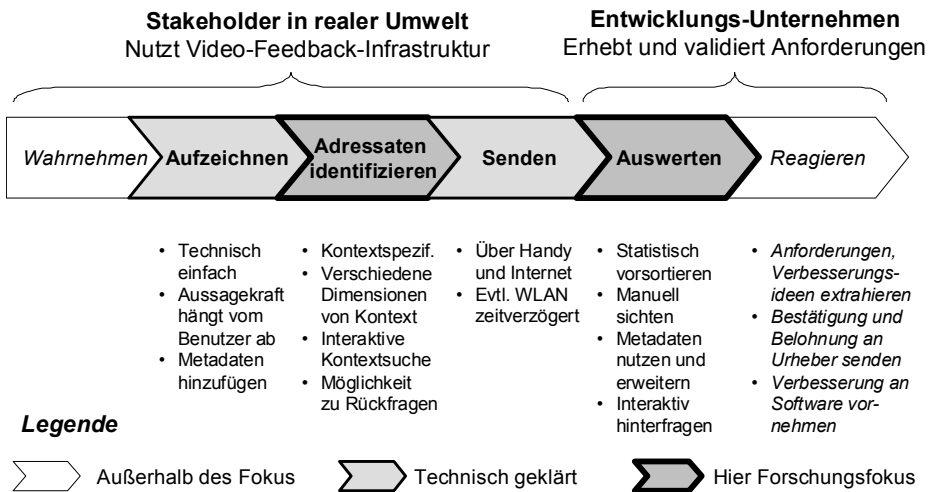 Stakeholder in realer Umwelt
Nutzt Video-Feedback-Infrastruktur
Entwicklungs-Unternehmen
Erhebt und validiert Anforderungen
Wahrnehmen
Aufzeichnen
Adressaten
identifizieren
Senden
Auswerten
Reagieren
• Technisch
einfach
• Aussagekraft
hängt vom
Benutzer ab
• Metadaten
hinzufügen
• Kontextspezif.
• Verschiedene
Dimensionen
von Kontext
• Interaktive
Kontextsuche
• Möglichkeit
zu Rückfragen
• Über Handy
und Internet
• Evtl. WLAN
zeitverzögert
• Statistisch
vorsortieren
• Manuell
sichten
• Metadaten
nutzen und
erweitern
• Interaktiv
hinterfragen
• Anforderungen,
Verbesserungs-
ideen extrahieren
• Bestätigung und
Belohnung an
Urheber senden
• Verbesserung an
Software vor-
nehmen
Legende
Außerhalb des Fokus
Technisch geklärt
Hier Forschungsfokus